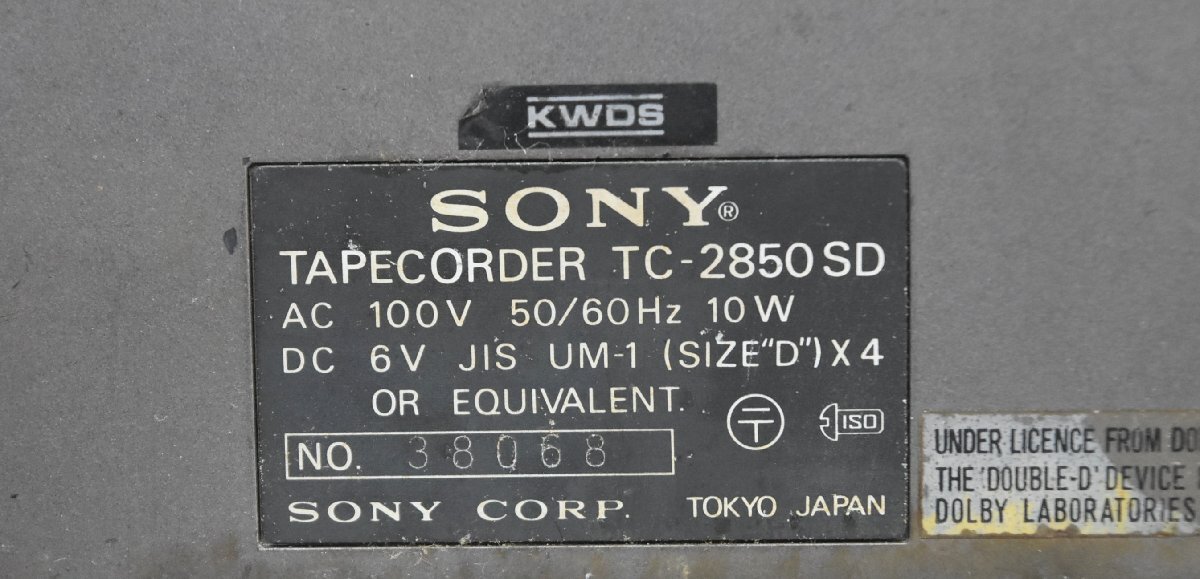 KWDS
SONY®
TAPECORDER TC-2850SD
AC 100V 50/60Hz 10W
DC 6V JIS UM-1 (SIZE"D") X 4
OR EQUIVALENT.
〒 ISO
NO. 38068
SONY CORP. TOKYO JAPAN
UNDER LICENCE FROM
THE 'DOUBLE-D' DEVICE
DOLBY LABORATORIES